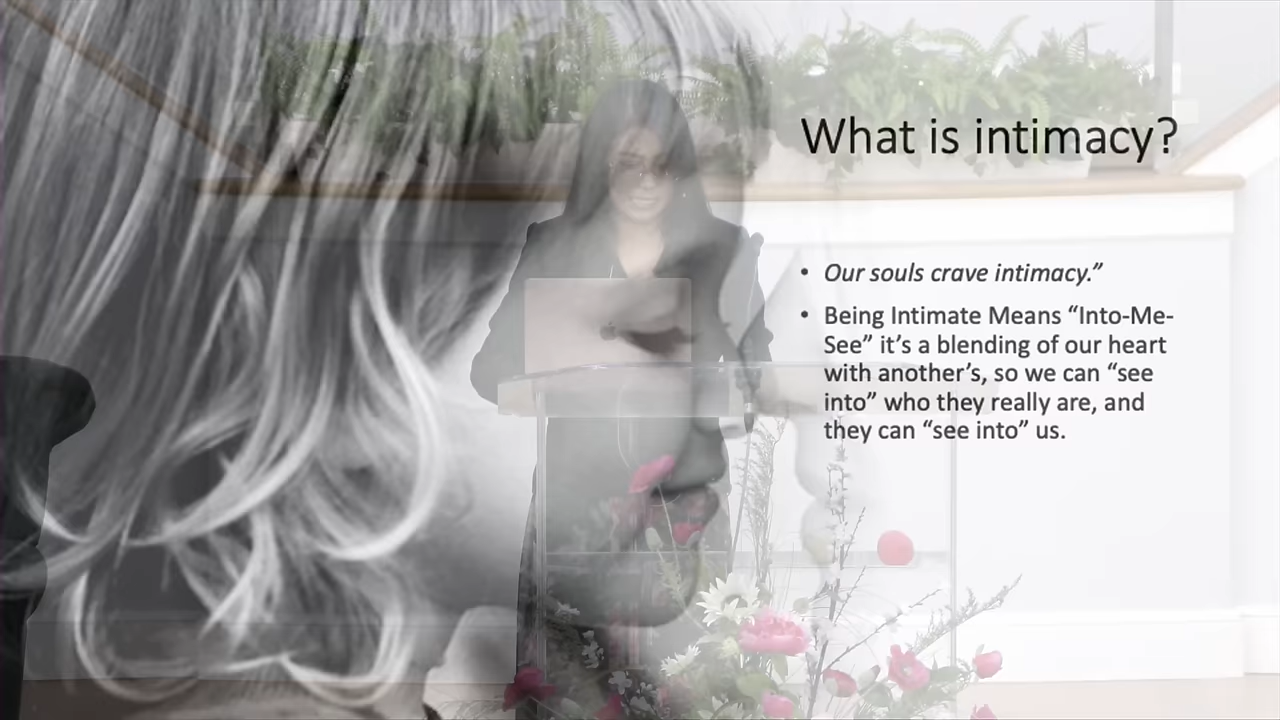 What is intimacy?
• Our souls crave intimacy.”
• Being Intimate Means “Into-Me-
See” it’s a blending of our heart
with another’s, so we can “see
into” who they really are, and
they can “see into” us.